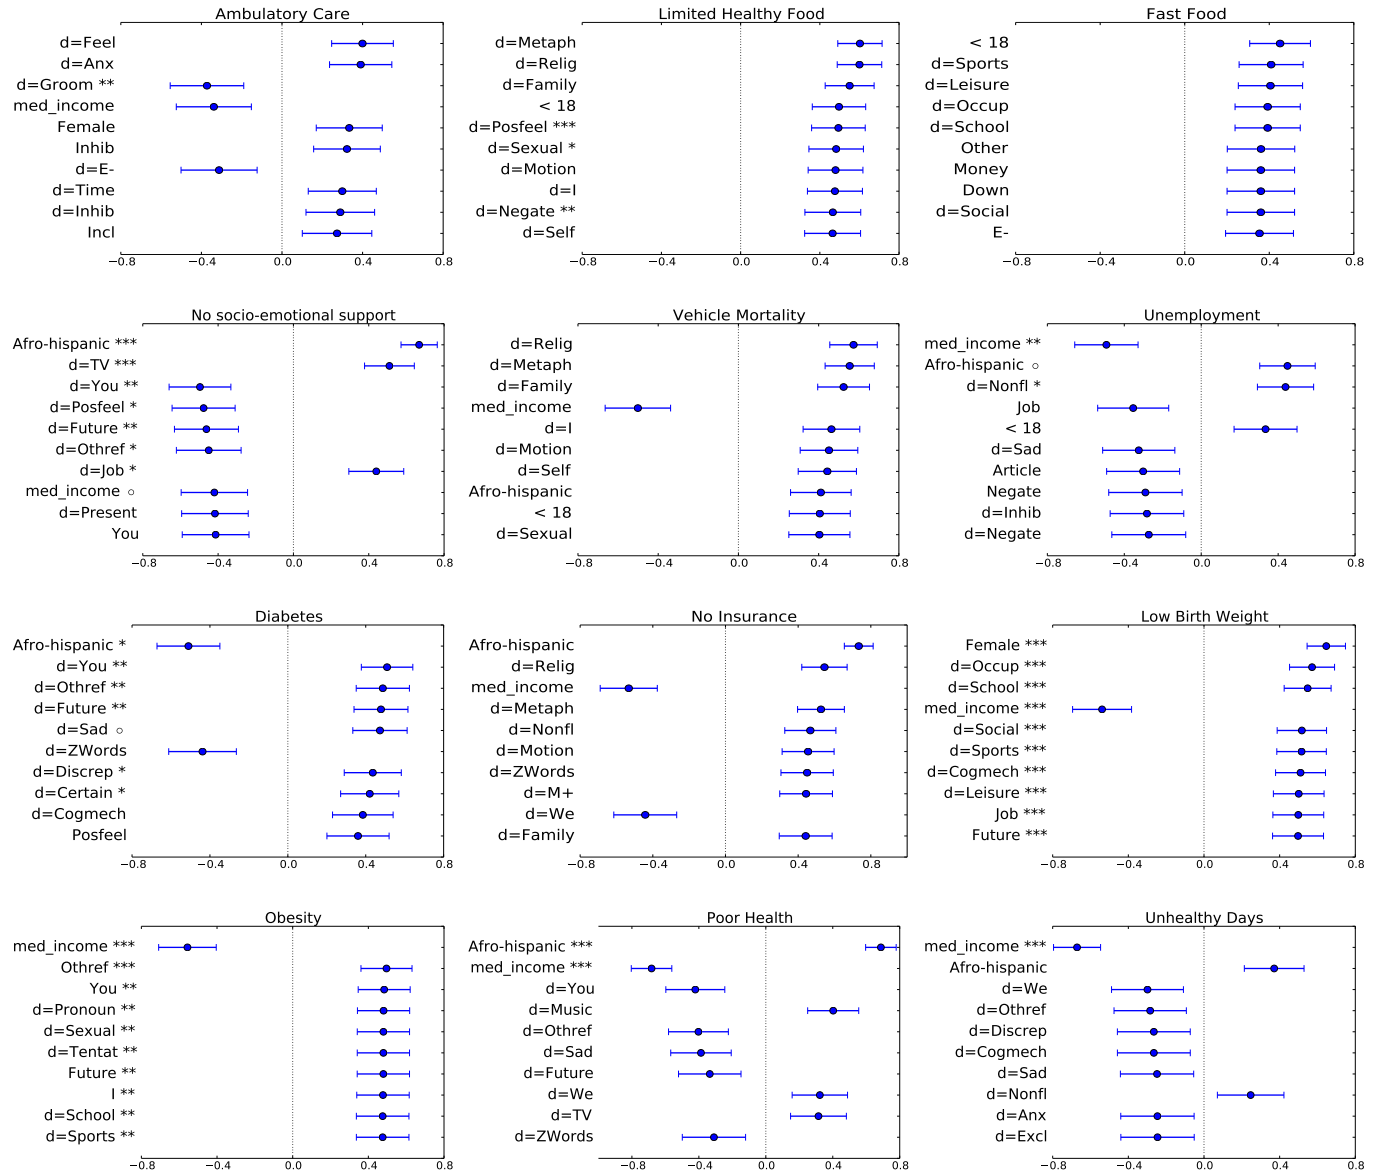 Ambulatory Care
d=Feel
d=Anx
d=Groom **
med_income
Female
Inhib
d=E-
d=Time
d=Inhib
Incl
−0.8 −0.4 0.0 0.4 0.8
Limited Healthy Food
d=Metaph
d=Relig
d=Family
< 18
d=Posfeel ***
d=Sexual *
d=Motion
d=I
d=Negate **
d=Self
−0.8 −0.4 0.0 0.4 0.8
Fast Food
< 18
d=Sports
d=Leisure
d=Occup
d=School
Other
Money
Down
d=Social
E-
−0.8 −0.4 0.0 0.4 0.8
No socio-emotional support
Afro-hispanic ***
d=TV ***
d=You **
d=Posfeel *
d=Future **
d=Othref *
d=Job *
med_income ∘
d=Present
You
−0.8 −0.4 0.0 0.4 0.8
Vehicle Mortality
d=Relig
d=Metaph
d=Family
med_income
d=I
d=Motion
d=Self
Afro-hispanic
< 18
d=Sexual
−0.8 −0.4 0.0 0.4 0.8
Unemployment
med_income **
Afro-hispanic ∘
d=Nonfl *
Job
< 18
d=Sad
Article
Negate
d=Inhib
d=Negate
−0.8 −0.4 0.0 0.4 0.8
Diabetes
Afro-hispanic *
d=You **
d=Othref **
d=Future **
d=Sad ∘
d=ZWords
d=Discrep *
d=Certain *
d=Cogmech
Posfeel
−0.8 −0.4 0.0 0.4 0.8
No Insurance
Afro-hispanic
d=Relig
med_income
d=Metaph
d=Nonfl
d=Motion
d=ZWords
d=M+
d=We
d=Family
−0.8 −0.4 0.0 0.4 0.8
Low Birth Weight
Female ***
d=Occup ***
d=School ***
med_income ***
d=Social ***
d=Sports ***
d=Cogmech ***
d=Leisure ***
Job ***
Future ***
−0.8 −0.4 0.0 0.4 0.8
Obesity
med_income ***
Othref ***
You **
d=Pronoun **
d=Sexual **
d=Tentat **
Future **
I **
d=School **
d=Sports **
−0.8 −0.4 0.0 0.4 0.8
Poor Health
Afro-hispanic ***
med_income ***
d=You
d=Music
d=Othref
d=Sad
d=Future
d=We
d=TV
d=ZWords
−0.8 −0.4 0.0 0.4 0.8
Unhealthy Days
med_income ***
Afro-hispanic
d=We
d=Othref
d=Discrep
d=Cogmech
d=Sad
d=Nonfl
d=Anx
d=Excl
−0.8 −0.4 0.0 0.4 0.8